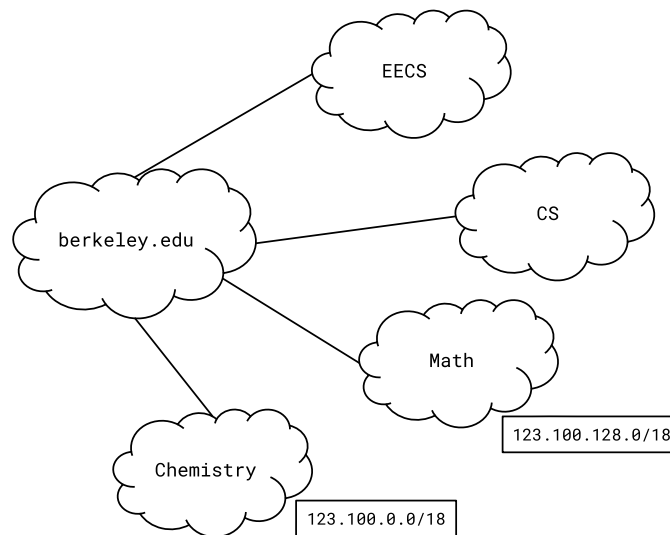 EECS
CS
berkeley.edu
Math
123.100.128.0/18
Chemistry
123.100.0.0/18